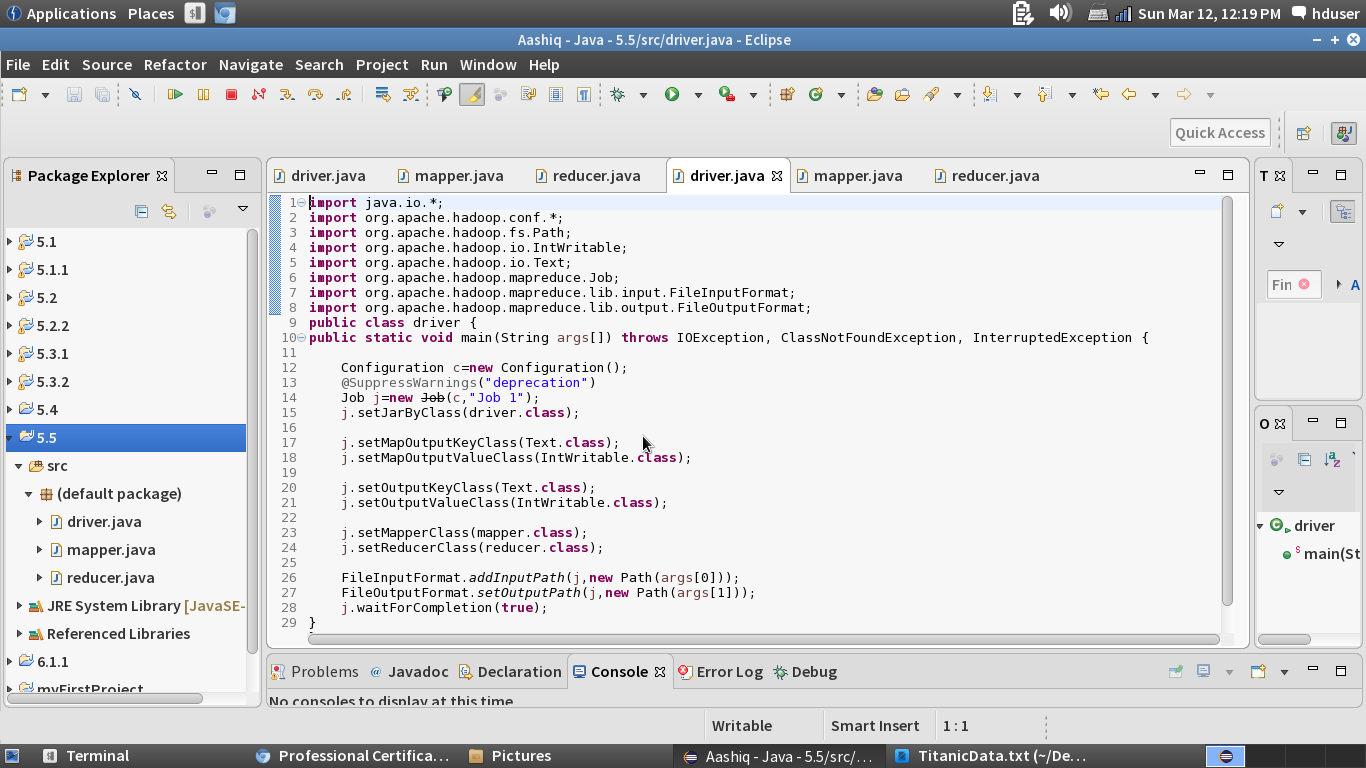 Applications Places Sun Mar 12, 12:19 PM hduser
Aashiq - Java - 5.5/src/driver.java - Eclipse
File Edit Source Refactor Navigate Search Project Run Window Help
Quick Access
Package Explorer
5.1
5.1.1
5.2
5.2.2
5.3.1
5.3.2
5.4
5.5
src
(default package)
driver.java
mapper.java
reducer.java
JRE System Library [JavaSE-
Referenced Libraries
6.1.1
myFirstProject
driver.java mapper.java reducer.java driver.java mapper.java reducer.java
1 import java.io.*;
2 import org.apache.hadoop.conf.*;
3 import org.apache.hadoop.fs.Path;
4 import org.apache.hadoop.io.IntWritable;
5 import org.apache.hadoop.io.Text;
6 import org.apache.hadoop.mapreduce.Job;
7 import org.apache.hadoop.mapreduce.lib.input.FileInputFormat;
8 import org.apache.hadoop.mapreduce.lib.output.FileOutputFormat;
9 public class driver {
10 public static void main(String args[]) throws IOException, ClassNotFoundException, InterruptedException {
11
12 Configuration c=new Configuration();
13 @SuppressWarnings("deprecation")
14 Job j=new Job(c,"Job 1");
15 j.setJarByClass(driver.class);
16
17 j.setMapOutputKeyClass(Text.class);
18 j.setMapOutputValueClass(IntWritable.class);
19
20 j.setOutputKeyClass(Text.class);
21 j.setOutputValueClass(IntWritable.class);
22
23 j.setMapperClass(mapper.class);
24 j.setReducerClass(reducer.class);
25
26 FileInputFormat.addInputPath(j,new Path(args[0]));
27 FileOutputFormat.setOutputPath(j,new Path(args[1]));
28 j.waitForCompletion(true);
29 }
T
Fin
A
O
driver
main(St
Problems @ Javadoc Declaration Console Error Log Debug
No consoles to display at this time
Writable Smart Insert 1 : 1
Terminal Professional Certifica... Pictures Aashiq - Java - 5.5/src/... TitanicData.txt (~/De...